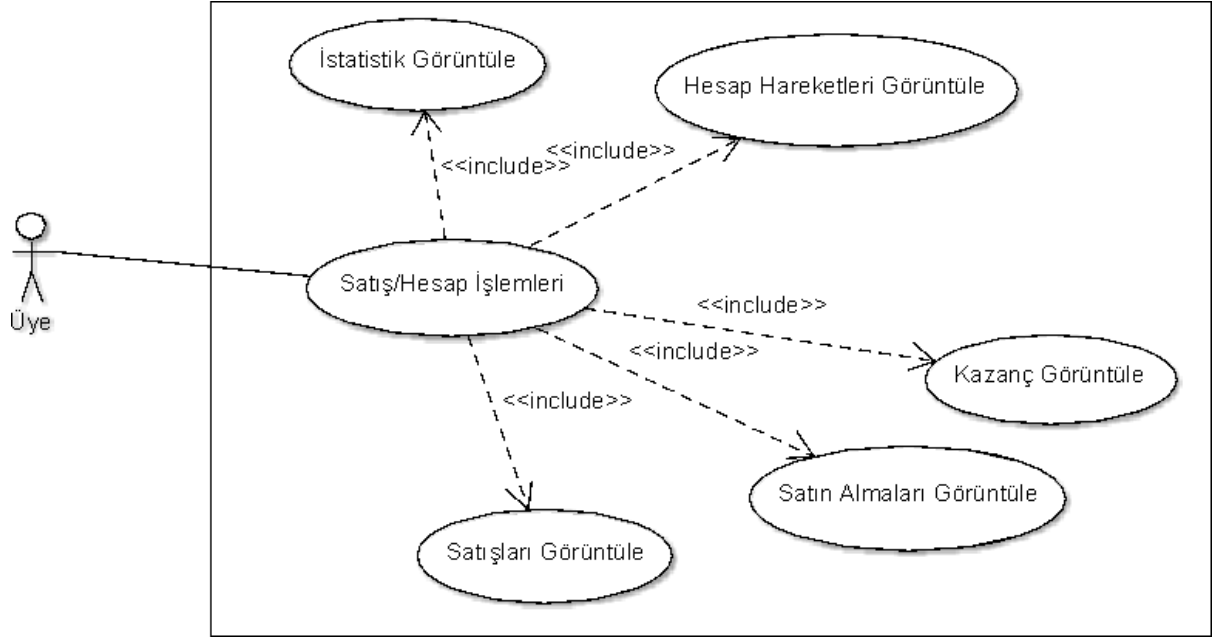 İstatistik Görüntüle
Hesap Hareketleri Görüntüle
<<include>>
<<include>>
Üye
Satış/Hesap İşlemleri
<<include>>
<<include>>
Kazanç Görüntüle
<<include>>
Satın Almaları Görüntüle
Satışları Görüntüle